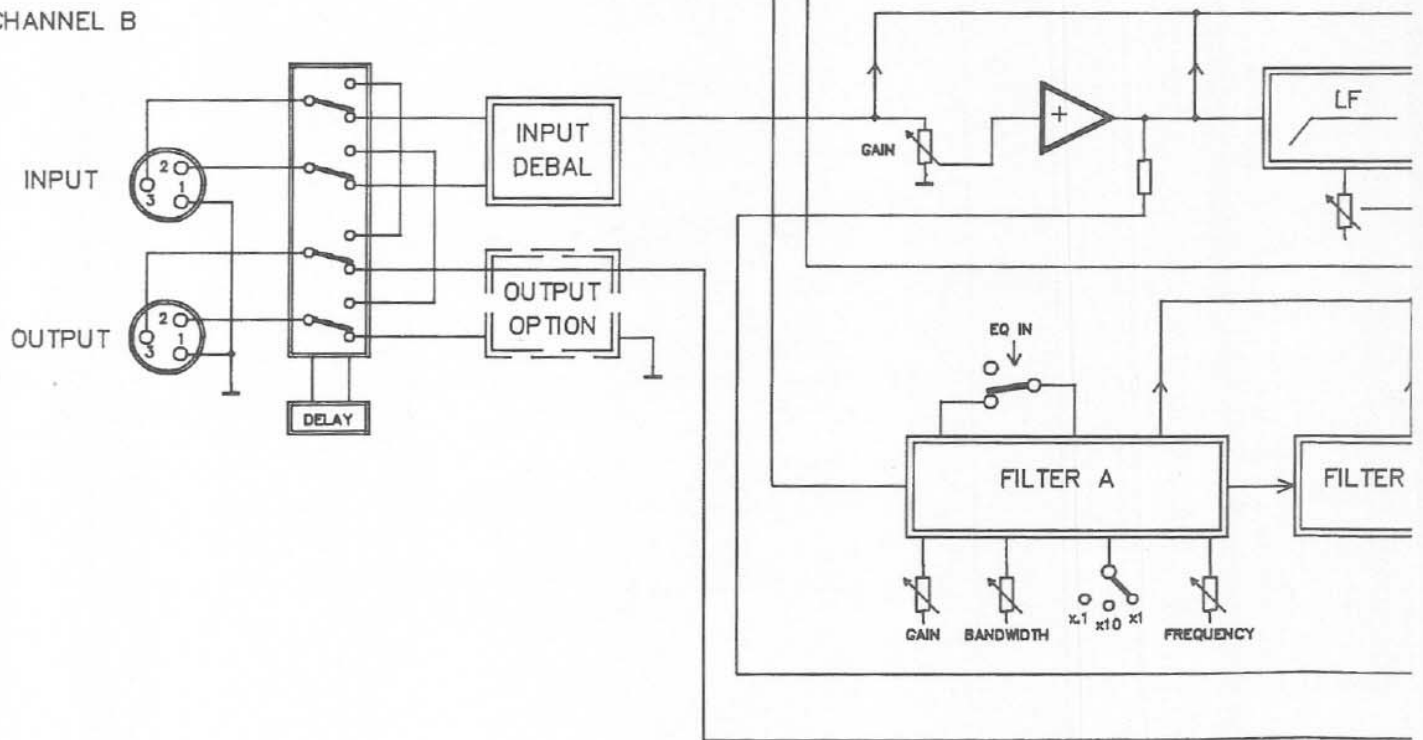 CHANNEL B
INPUT
2
1
3
INPUT
DEBAL
GAIN
+
LF
OUTPUT
2
1
3
OUTPUT
OPTION
DELAY
EQ IN
FILTER A
FILTER
GAIN
BANDWIDTH
x.1
x10
x1
FREQUENCY